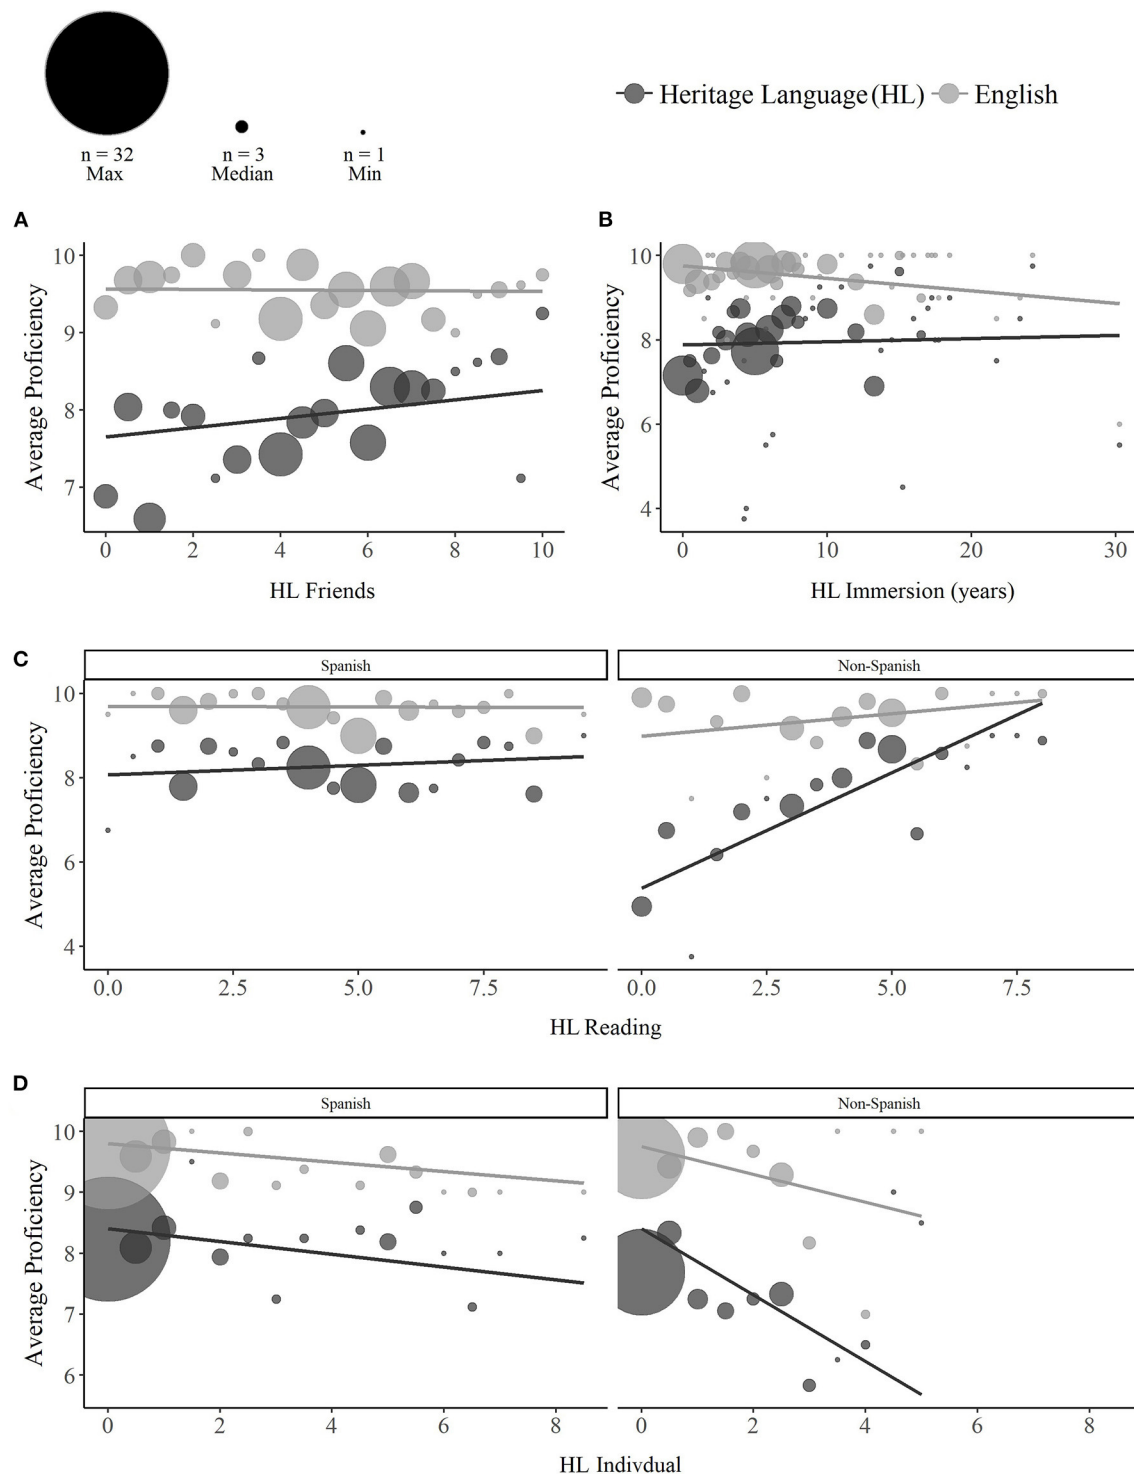 n = 32 n = 3 n = 1
Max Median Min
Heritage Language (HL) English
A
Average Proficiency
10
9
8
7
0 2 4 6 8 10
HL Friends
B
Average Proficiency
10
8
6
4
0 10 20 30
HL Immersion (years)
C
Spanish Non-Spanish
Average Proficiency
10
8
6
4
0.0 2.5 5.0 7.5 0.0 2.5 5.0 7.5
HL Reading
D
Spanish Non-Spanish
Average Proficiency
10
9
8
7
6
0 2 4 6 8 0 2 4 6 8
HL Indivdual